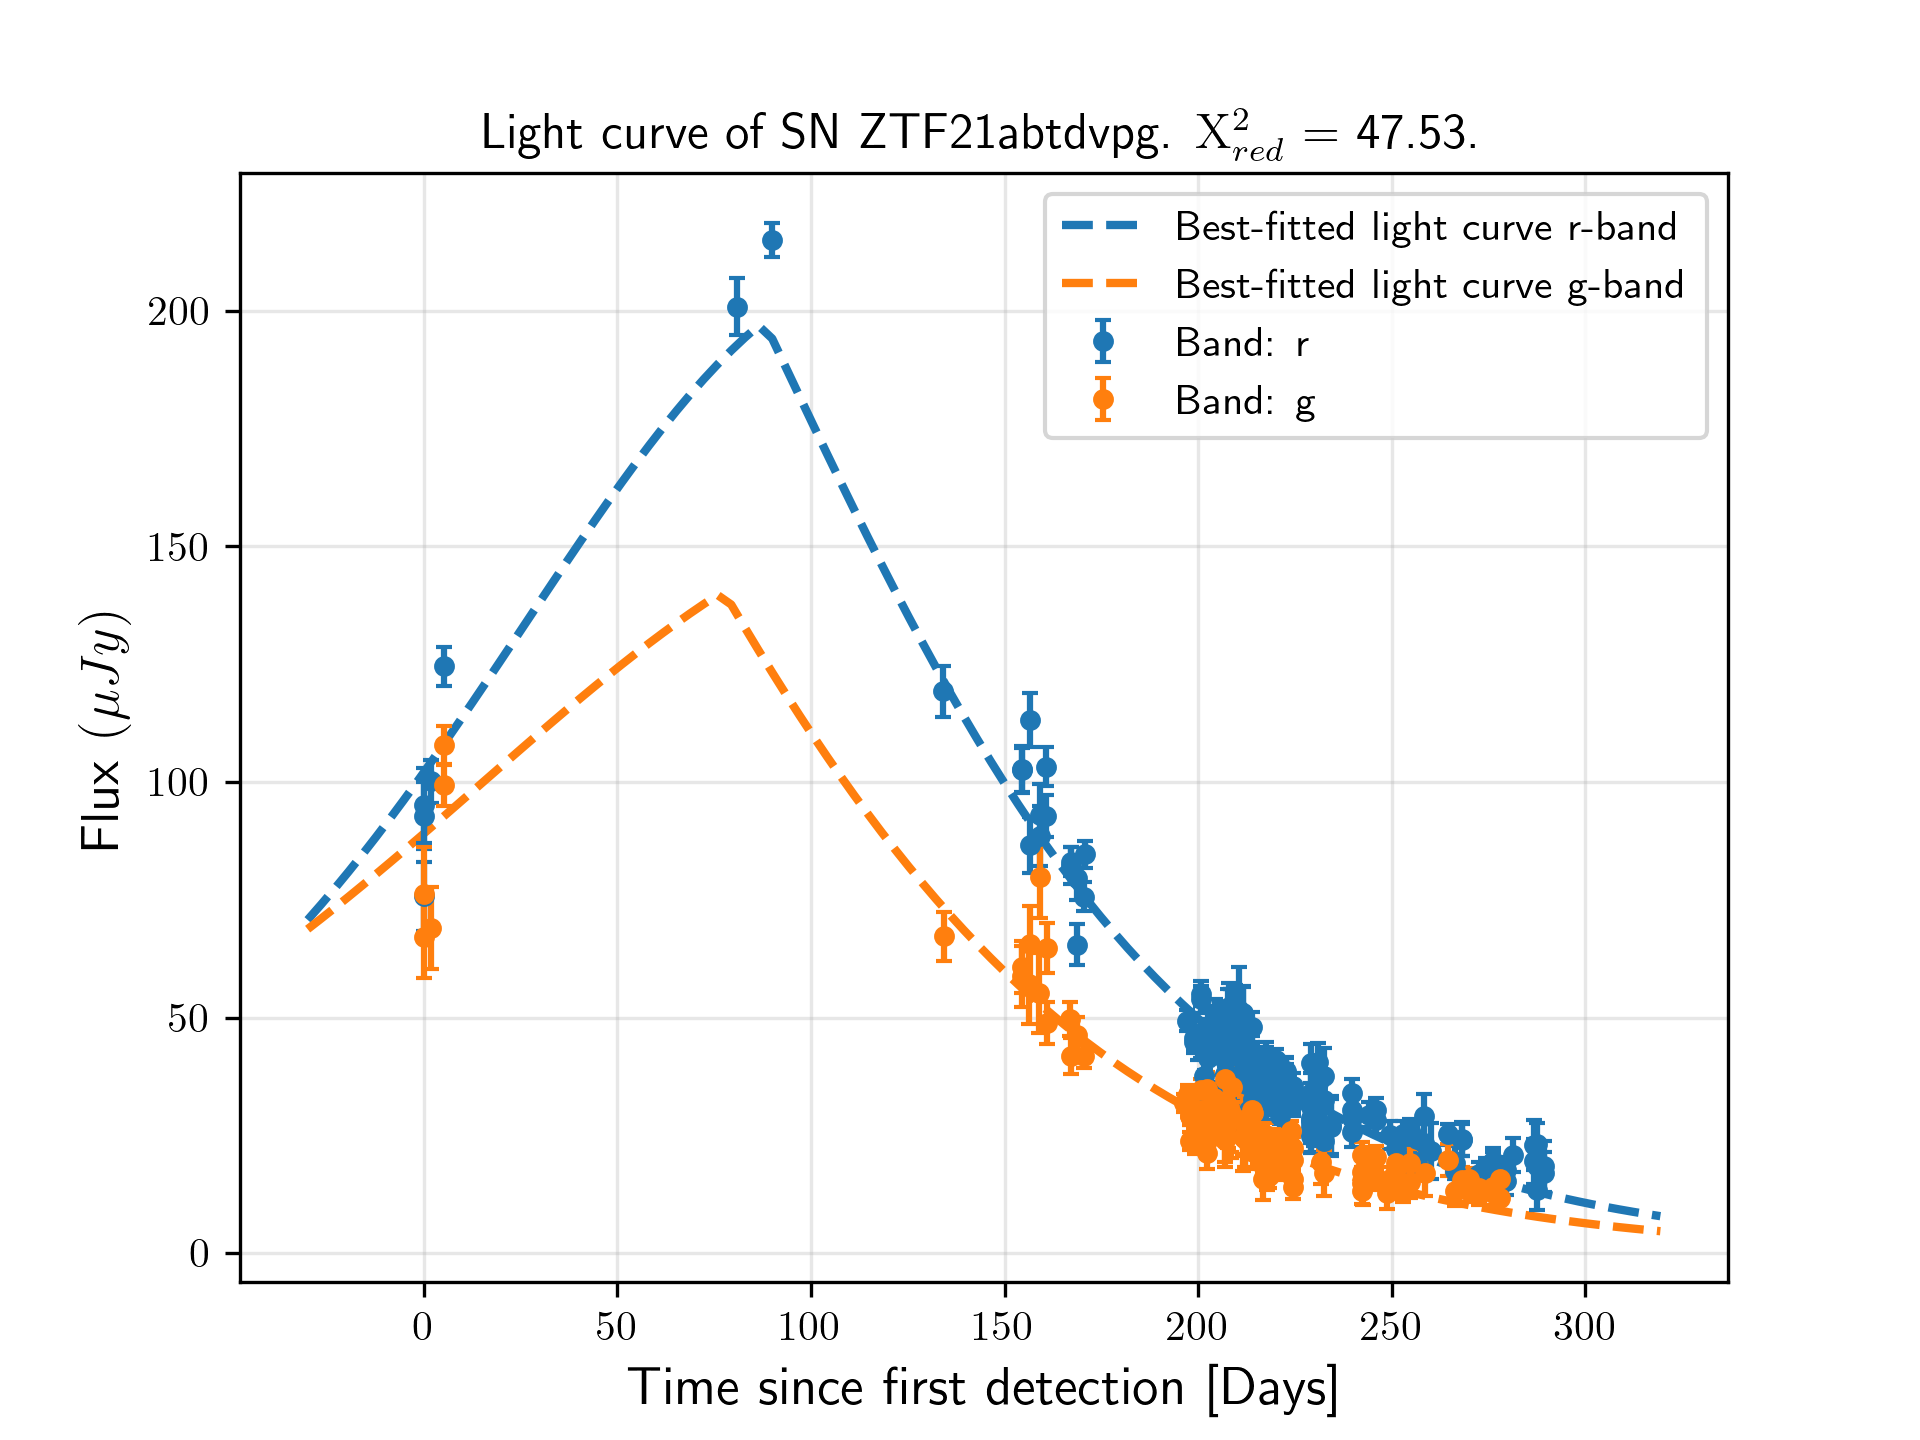 Light curve of SN ZTF21abtdvpg. X²red = 47.53.
Best-fitted light curve r-band
Best-fitted light curve g-band
Band: r
Band: g
Flux (μJy)
200
150
100
50
0
0 50 100 150 200 250 300
Time since first detection [Days]